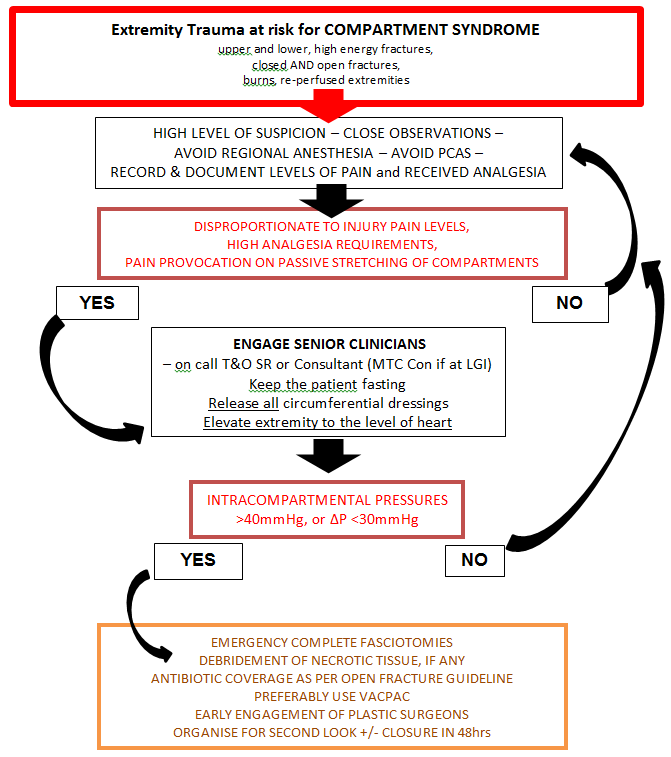 Extremity Trauma at risk for COMPARTMENT SYNDROME
upper and lower, high energy fractures,
closed AND open fractures,
burns, re-perfused extremities
HIGH LEVEL OF SUSPICION – CLOSE OBSERVATIONS –
AVOID REGIONAL ANESTHESIA – AVOID PCAS –
RECORD & DOCUMENT LEVELS OF PAIN and RECEIVED ANALGESIA
DISPROPORTIONATE TO INJURY PAIN LEVELS,
HIGH ANALGESIA REQUIREMENTS,
PAIN PROVOCATION ON PASSIVE STRETCHING OF COMPARTMENTS
YES
NO
ENGAGE SENIOR CLINICIANS
– on call T&O SR or Consultant (MTC Con if at LGI)
Keep the patient fasting
Release all circumferential dressings
Elevate extremity to the level of heart
INTRACOMPARTMENTAL PRESSURES
>40mmHg, or ΔP <30mmHg
YES
NO
EMERGENCY COMPLETE FASCIOTOMIES
DEBRIDEMENT OF NECROTIC TISSUE, IF ANY
ANTIBIOTIC COVERAGE AS PER OPEN FRACTURE GUIDELINE
PREFERABLY USE VACPAC
EARLY ENGAGEMENT OF PLASTIC SURGEONS
ORGANISE FOR SECOND LOOK +/- CLOSURE IN 48hrs